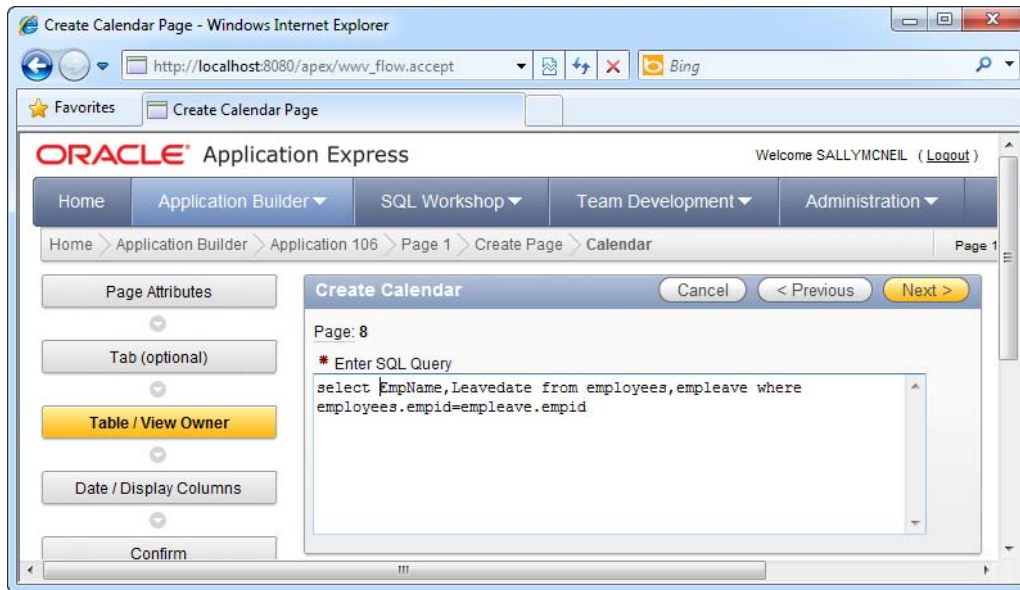 Create Calendar Page - Windows Internet Explorer
http://localhost:8080/apex/wwv_flow.accept
Bing
Favorites
Create Calendar Page
ORACLE Application Express
Welcome SALLYMCNEIL ( Logout )
Home
Application Builder
SQL Workshop
Team Development
Administration
Home
Application Builder
Application 106
Page 1
Create Page
Calendar
Page 1
Page Attributes
Tab (optional)
Table / View Owner
Date / Display Columns
Confirm
Create Calendar
Cancel
< Previous
Next >
Page: 8
* Enter SQL Query
select EmpName,Leavedate from employees,empleave where
employees.empid=empleave.empid